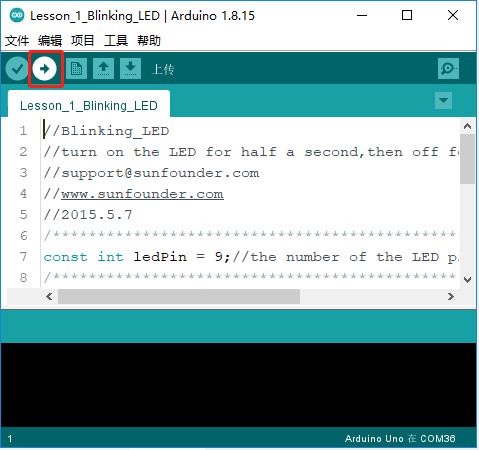 Lesson_1_Blinking_LED | Arduino 1.8.15
文件 编辑 项目 工具 帮助
上传
Lesson_1_Blinking_LED
1 //Blinking_LED
2 //turn on the LED for half a second,then off fo
3 //support@sunfounder.com
4 //www.sunfounder.com
5 //2015.5.7
6 /**********************************************
7 const int ledPin = 9;//the number of the LED p
8 /**********************************************
1 Arduino Uno 在 COM36